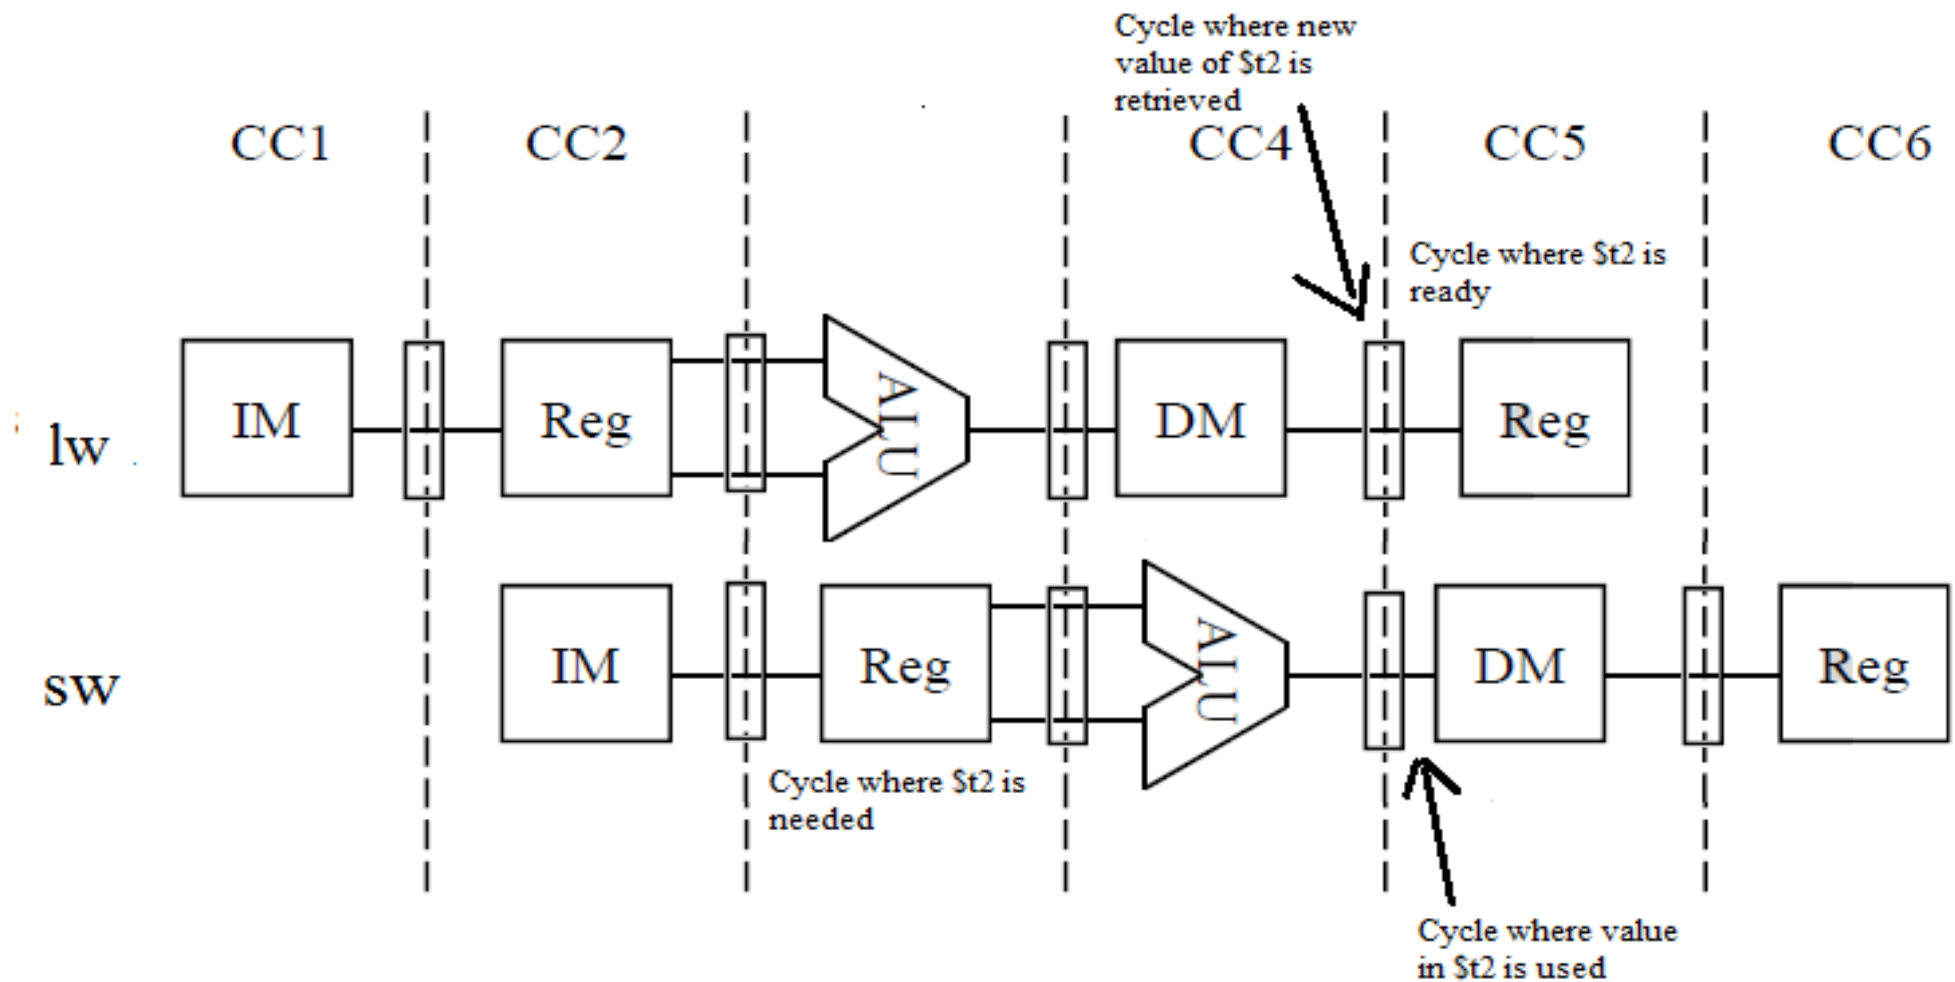 Cycle where new
value of $t2 is
retrieved
CC1 CC2 CC4 CC5 CC6
Cycle where $t2 is
ready
lw IM Reg ALU DM Reg
sw IM Reg ALU DM Reg
Cycle where $t2 is
needed
Cycle where value
in $t2 is used